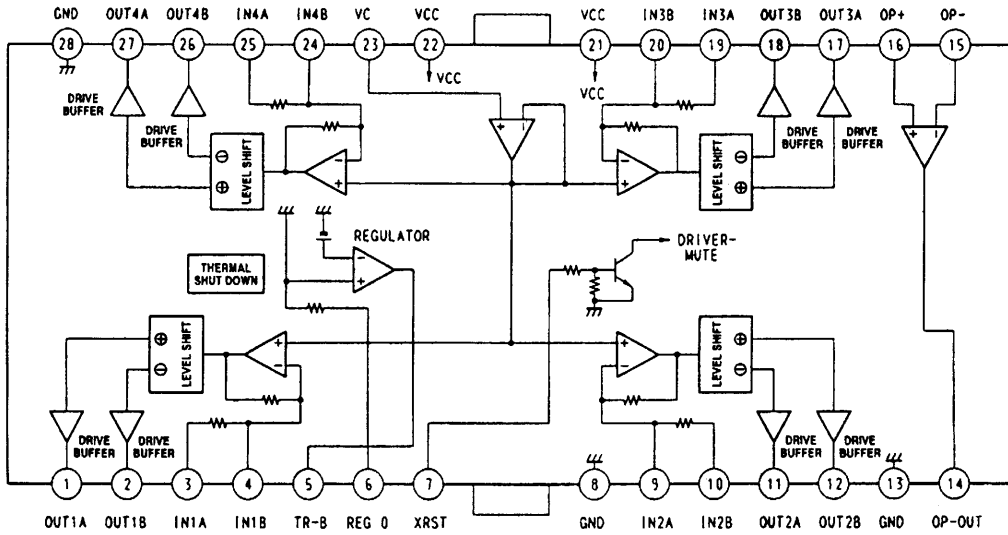 GND OUT4A OUT4B IN4A IN4B VC VCC VCC IN3B IN3A OUT3B OUT3A OP+ OP-
28 27 26 25 24 23 22 21 20 19 18 17 16 15
VCC
VCC
DRIVE
BUFFER
DRIVE
BUFFER
DRIVE
BUFFER
DRIVE
BUFFER
+ -
+ -
LEVEL SHIFT
⊖
⊕
-
+
-
+
LEVEL SHIFT
⊖
⊕
REGULATOR
-
+
THERMAL
SHUT DOWN
DRIVER-
MUTE
LEVEL SHIFT
⊕
⊖
+
-
+
-
LEVEL SHIFT
⊕
⊖
DRIVE
BUFFER
DRIVE
BUFFER
DRIVE
BUFFER
DRIVE
BUFFER
1 2 3 4 5 6 7 8 9 10 11 12 13 14
OUT1A OUT1B IN1A IN1B TR-B REG O XRST GND IN2A IN2B OUT2A OUT2B GND OP-OUT